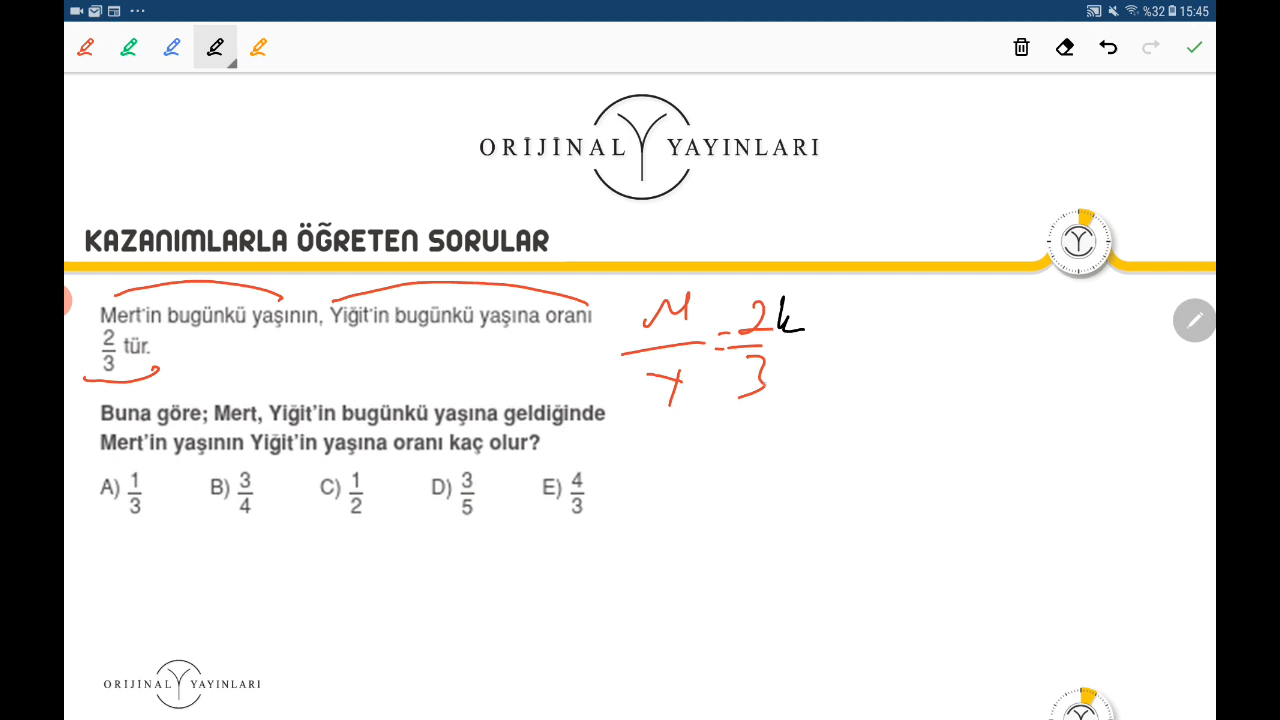 %32 15:45
ORİJİNAL YAYINLARI
KAZANIMLARLA ÖĞRETEN SORULAR
Mert'in bugünkü yaşının, Yiğit'in bugünkü yaşına oranı
2/3 tür.
M/Y = 2k/3
Buna göre; Mert, Yiğit'in bugünkü yaşına geldiğinde
Mert'in yaşının Yiğit'in yaşına oranı kaç olur?
A) 1/3 B) 3/4 C) 1/2 D) 3/5 E) 4/3
ORİJİNAL YAYINLARI